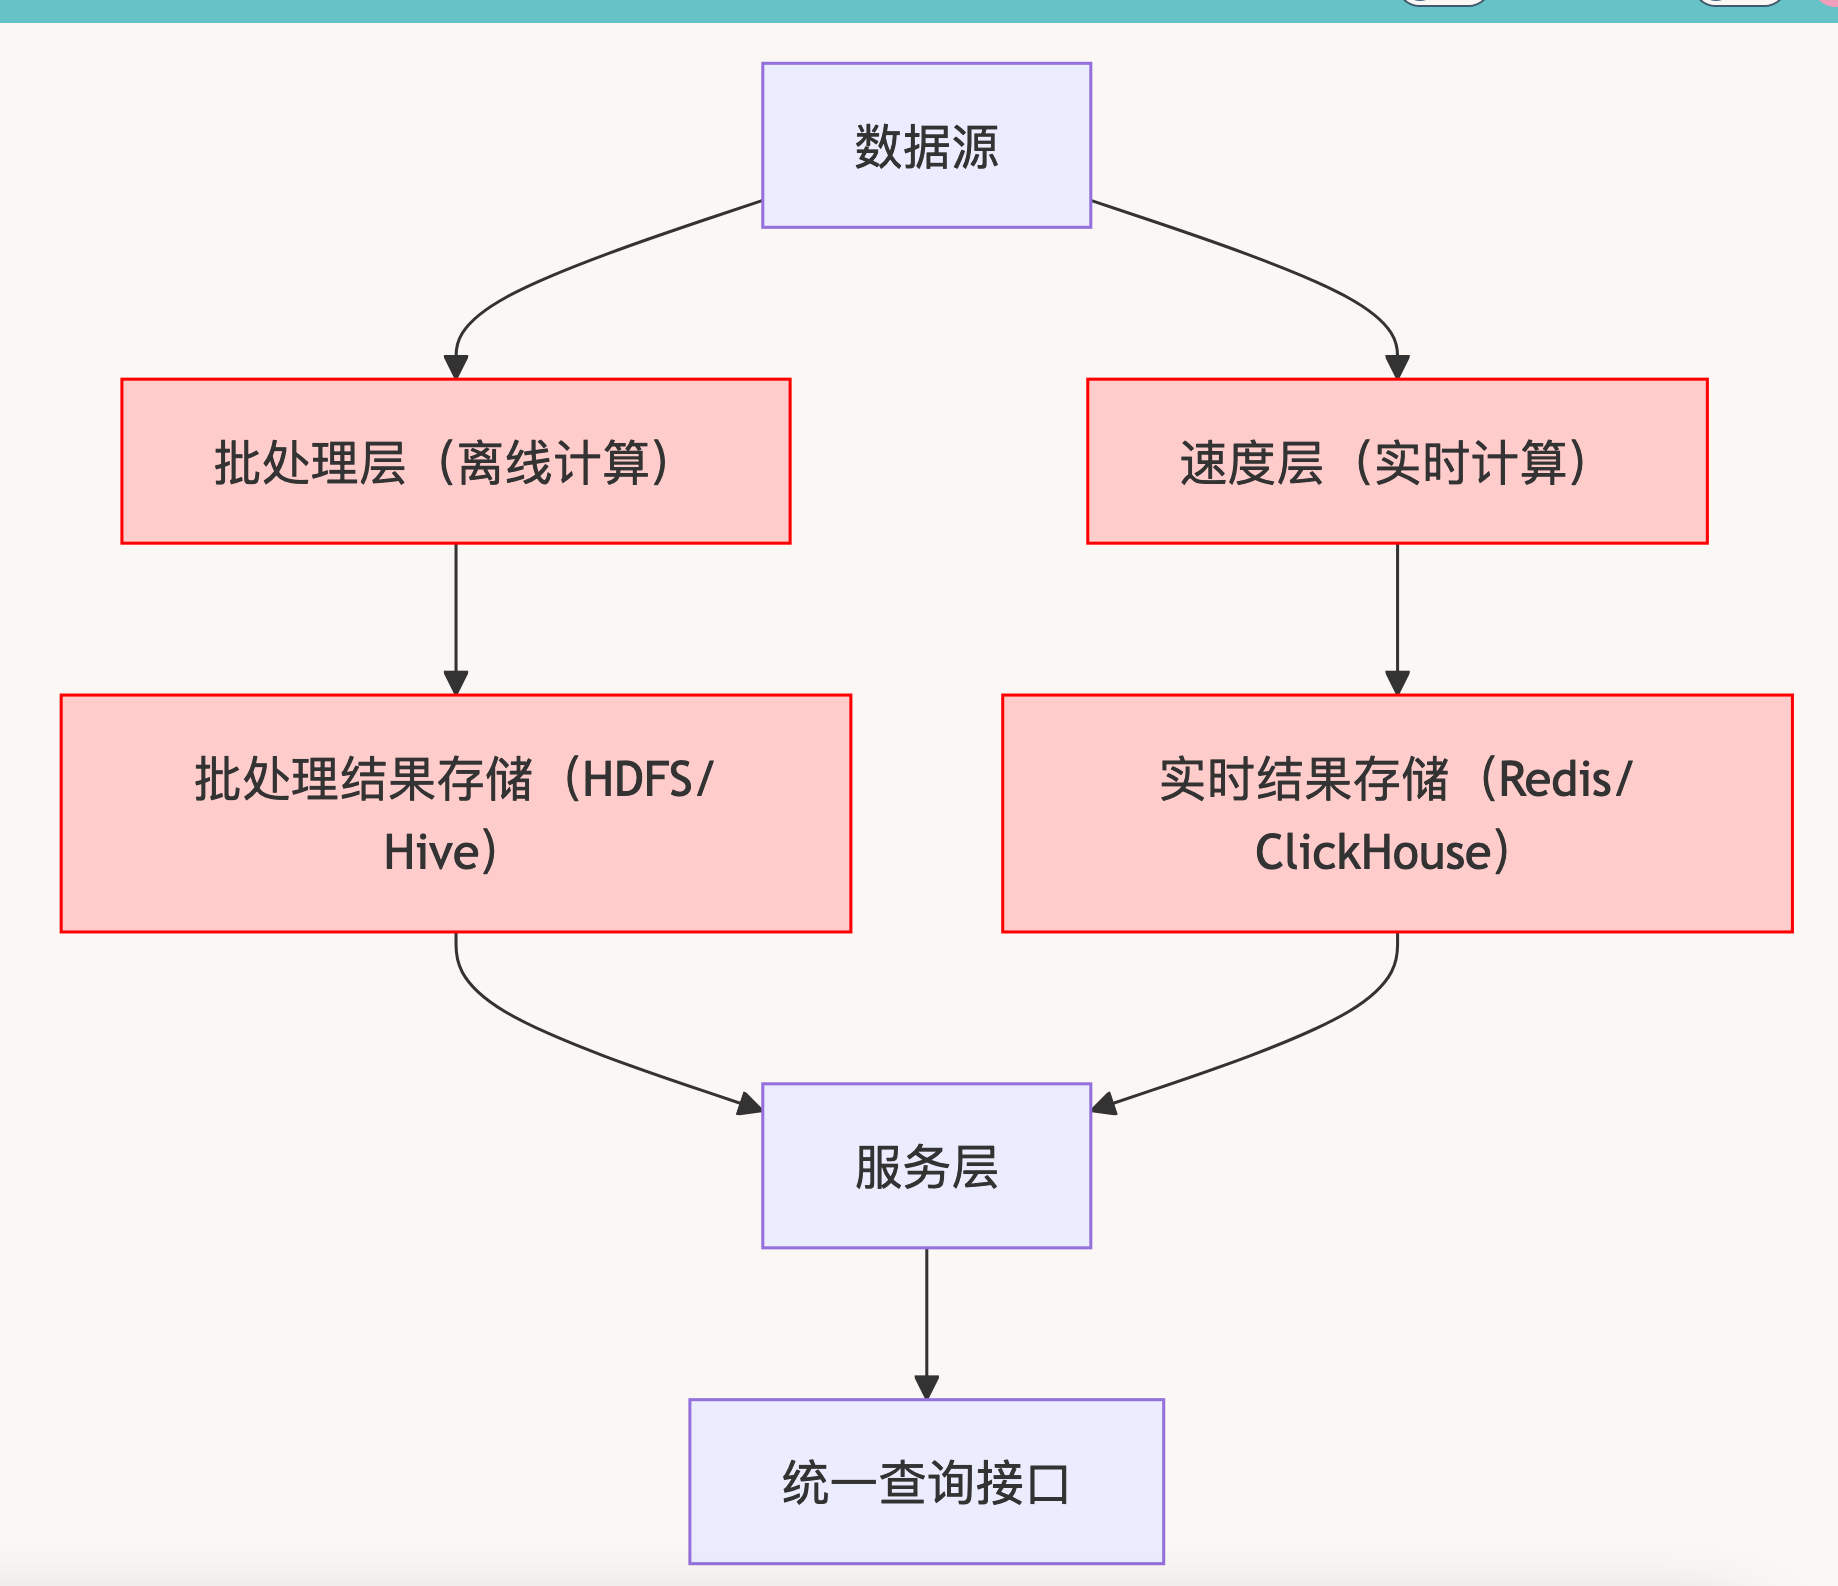 数据源
批处理层（离线计算）
速度层（实时计算）
批处理结果存储（HDFS/
Hive）
实时结果存储（Redis/
ClickHouse）
服务层
统一查询接口